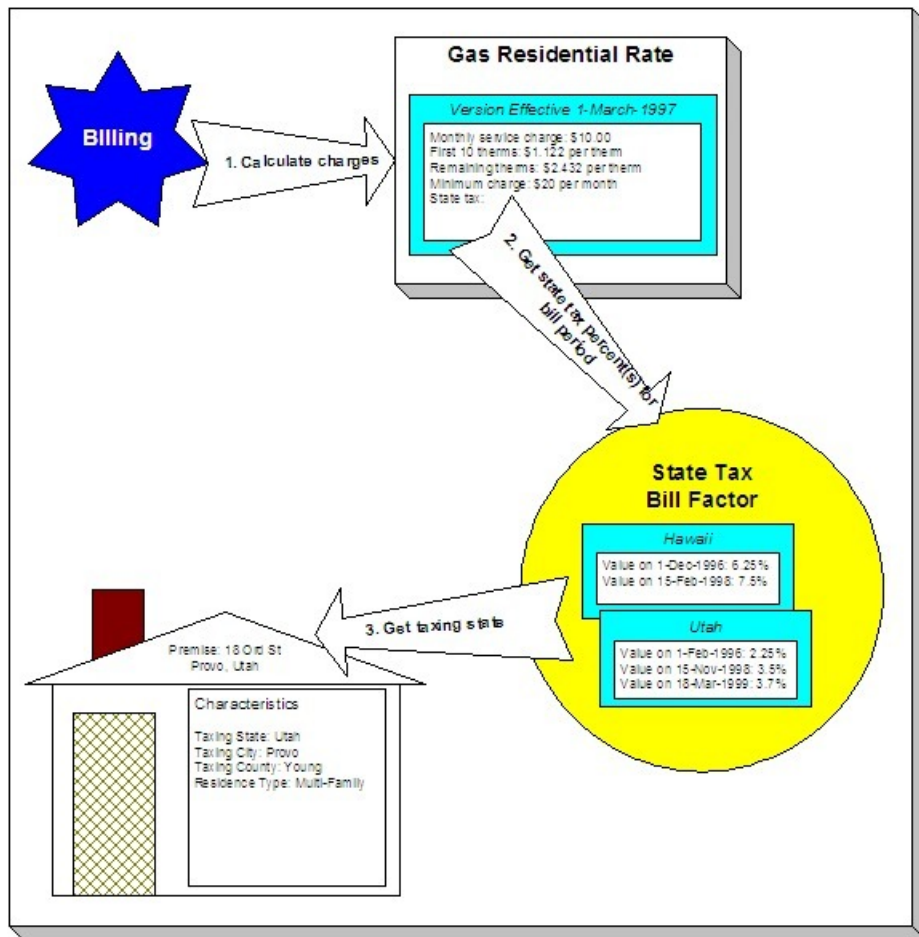 Gas Residential Rate
Billing
Version Effective 1-March-1997
Monthly service charge: $10.00
First 10 therms: $1.122 per therm
Remaining therms: $2.432 per therm
Minimum charge: $20 per month
State tax:
1. Calculate charges
2. Get state tax percent(s) for
bill period
State Tax
Bill Factor
Hawaii
Value on 1-Dec-1996: 6.25%
Value on 15-Feb-1998: 7.5%
Utah
Value on 1-Feb-1996: 2.25%
Value on 15-Nov-1998: 3.5%
Value on 18-Mar-1999: 3.7%
3. Get taxing state
Premise: 18 Ord St
Provo, Utah
Characteristics
Taxing State: Utah
Taxing City: Provo
Taxing County: Young
Residence Type: Multi-Family